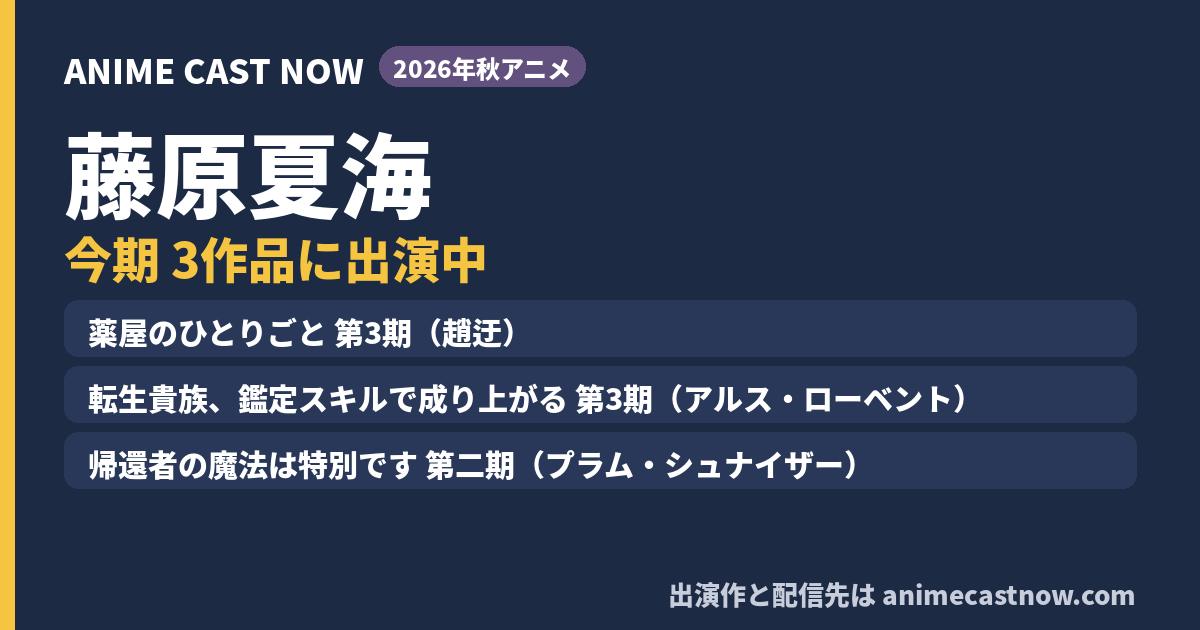 ANIME CAST NOW 2026年秋アニメ
藤原夏海
今期 3作品に出演中
薬屋のひとりごと 第3期（趙迂）
転生貴族、鑑定スキルで成り上がる 第3期（アルス・ローベント）
帰還者の魔法は特別です 第二期（プラム・シュナイザー）
出演作と配信先は animecastnow.com